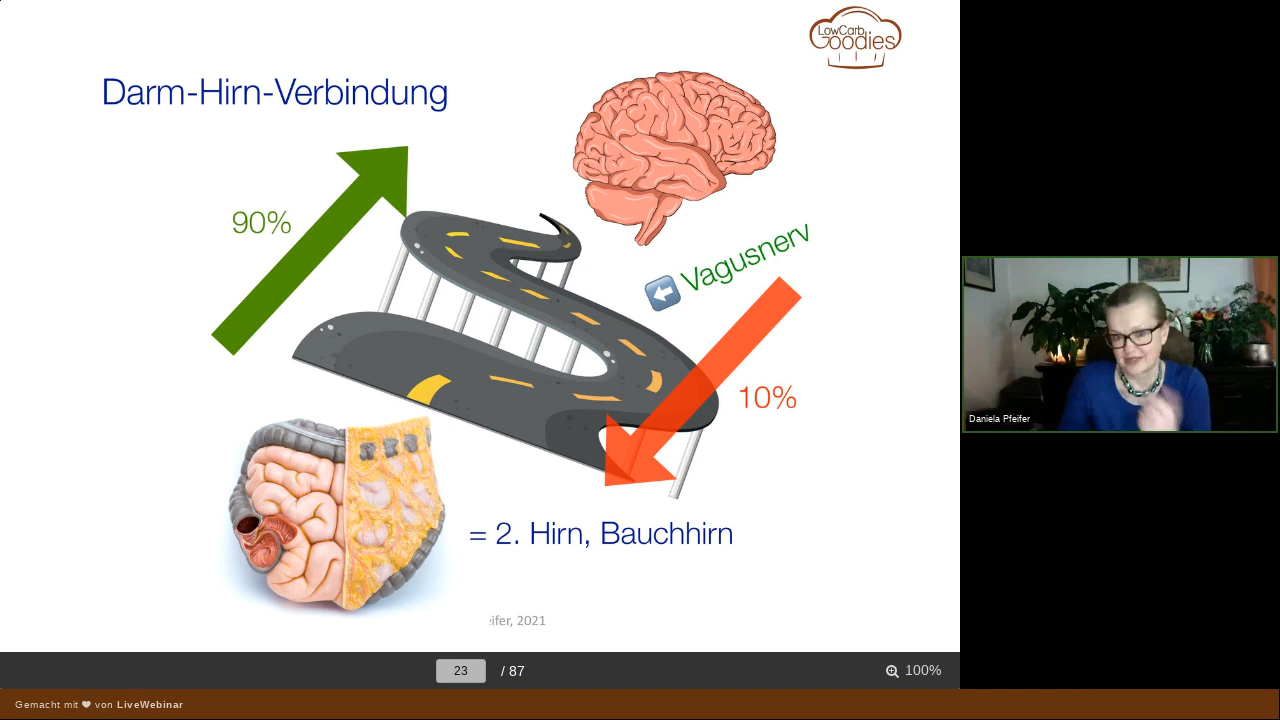 LowCarb
Goodies
Darm-Hirn-Verbindung
90%
Vagusnerv
10%
= 2. Hirn, Bauchhirn
eifer, 2021
Daniela Pfeifer
23 / 87
100%
Gemacht mit ❤ von LiveWebinar